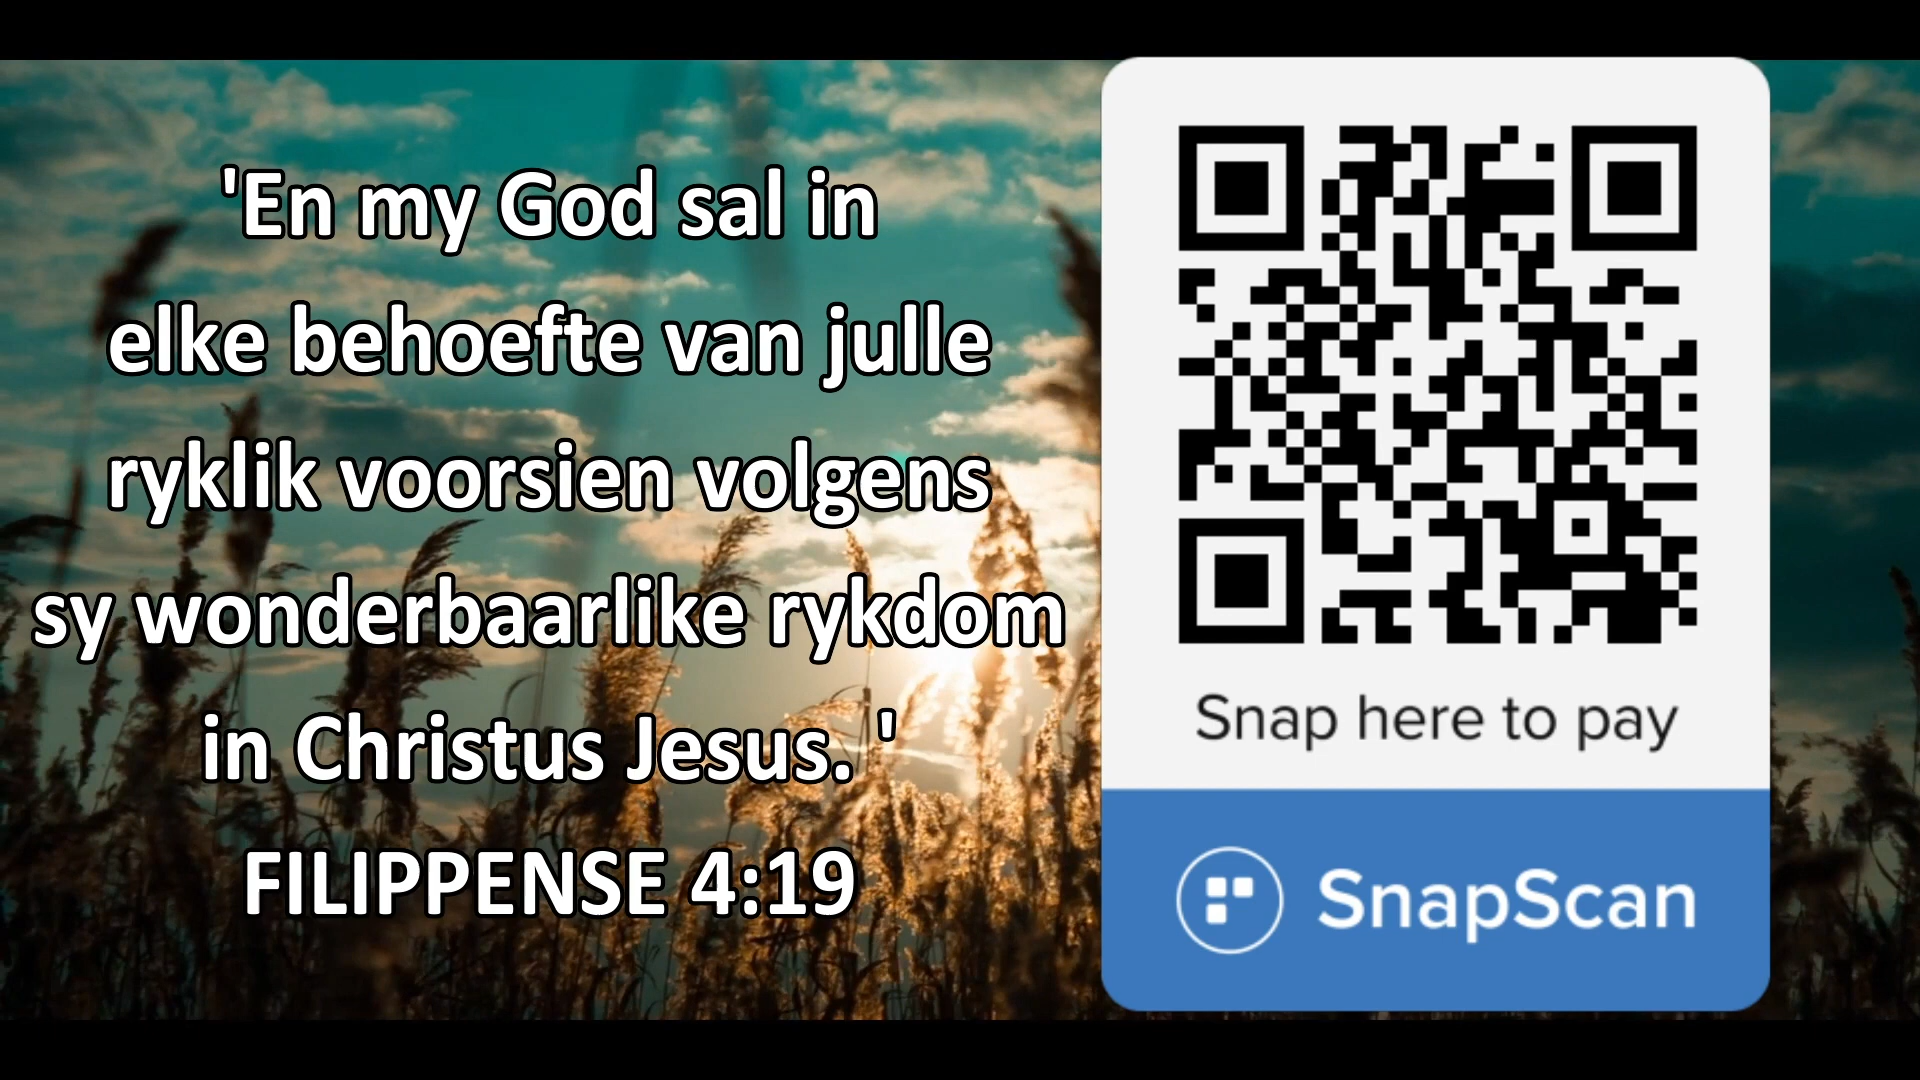 'En my God sal in
elke behoefte van julle
ryklik voorsien volgens
sy wonderbaarlike rykdom
in Christus Jesus. '
FILIPPENSE 4:19
Snap here to pay
SnapScan